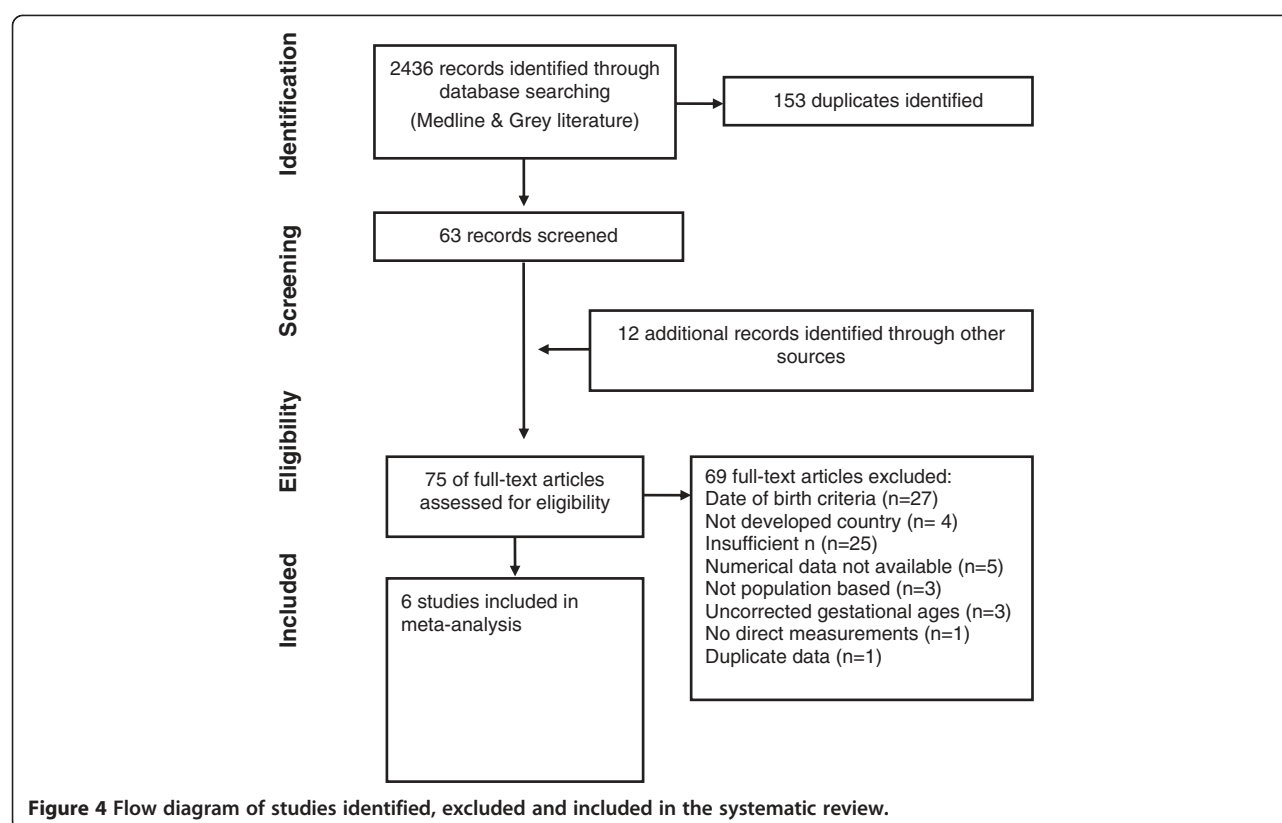 Identification
2436 records identified through
database searching
(Medline & Grey literature)
153 duplicates identified
Screening
63 records screened
12 additional records identified through other
sources
Eligibility
75 of full-text articles
assessed for eligibility
69 full-text articles excluded:
Date of birth criteria (n=27)
Not developed country (n= 4)
Insufficient n (n=25)
Numerical data not available (n=5)
Not population based (n=3)
Uncorrected gestational ages (n=3)
No direct measurements (n=1)
Duplicate data (n=1)
Included
6 studies included in
meta-analysis
Figure 4 Flow diagram of studies identified, excluded and included in the systematic review.